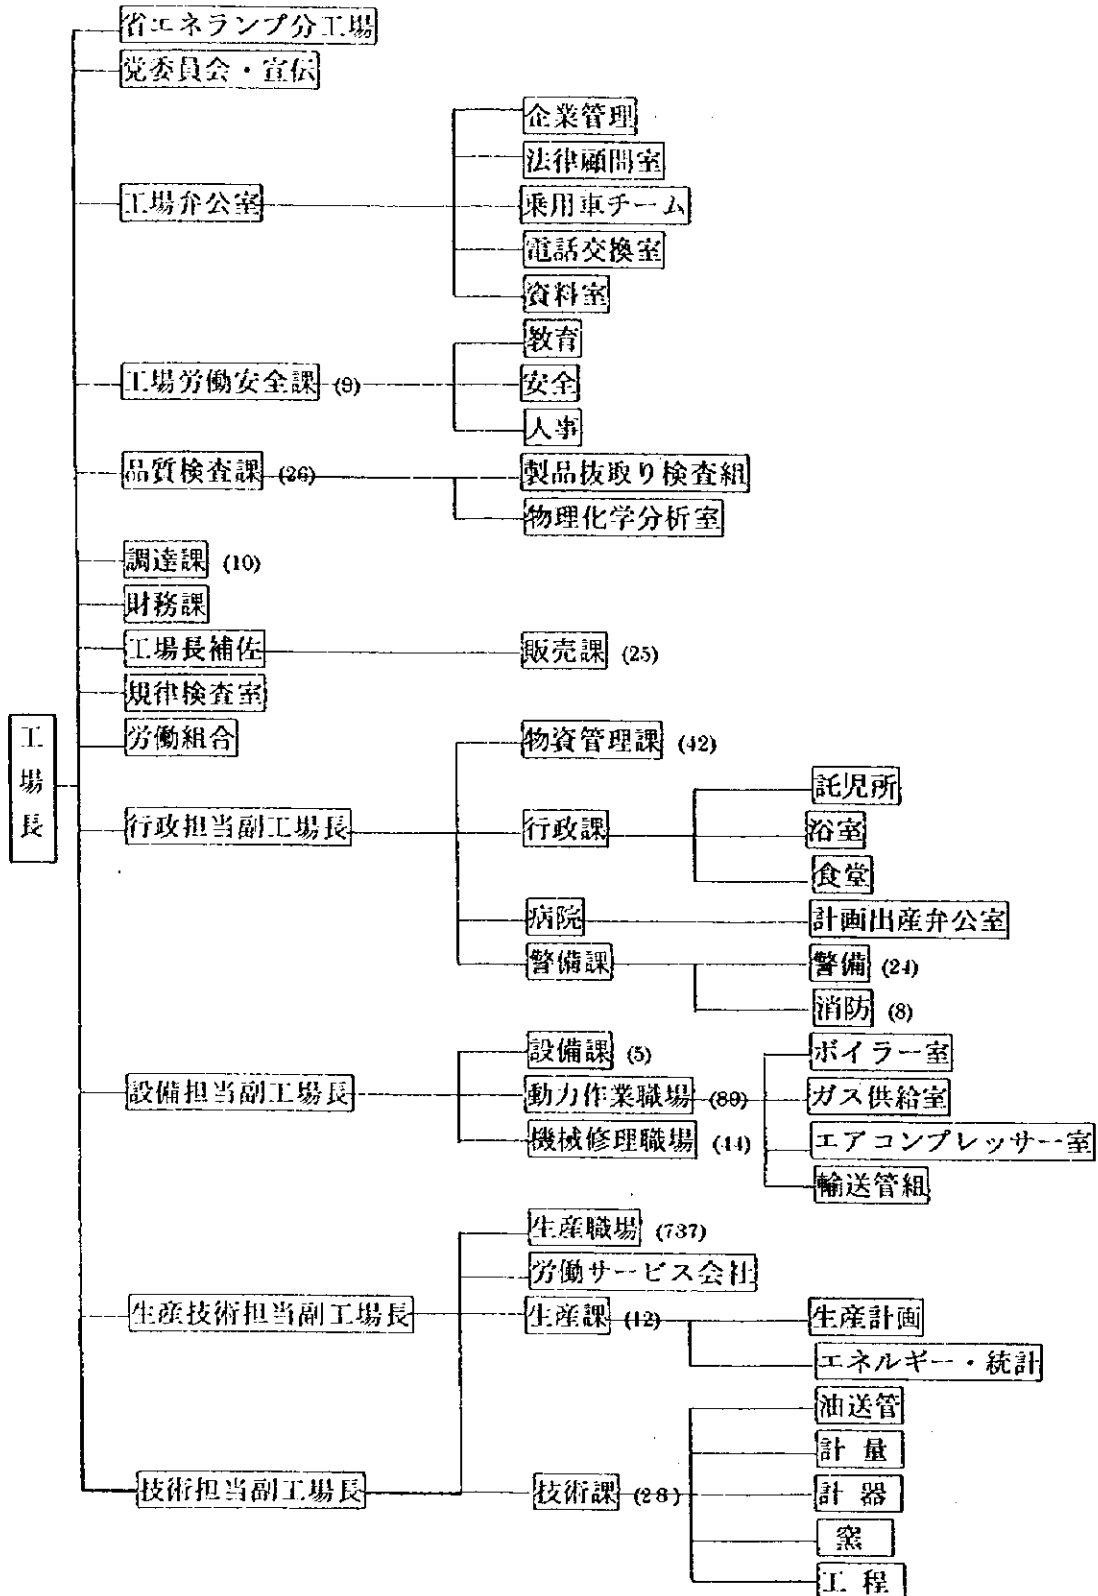 省エネランプ分工場
党委員会・宣伝
企業管理
法律顧問室
工場弁公室
乗用車チーム
電話交換室
資料室
教育
工場労働安全課 (9)
安全
人事
品質検査課 (26)
製品抜取り検査組
物理化学分析室
調達課 (10)
財務課
工場長補佐
販売課 (25)
規律検査室
労働組合
工場長
物資管理課 (42)
託児所
行政担当副工場長
行政課
浴室
食堂
病院
計画出産弁公室
警備課
警備 (24)
消防 (8)
設備課 (5)
ボイラー室
設備担当副工場長
動力作業職場 (80)
ガス供給室
機械修理職場 (44)
エアコンプレッサー室
輸送管組
生産職場 (737)
労働サービス会社
生産技術担当副工場長
生産課 (12)
生産計画
エネルギー・統計
油送管
計量
技術担当副工場長
技術課 (28)
計器
窯
工程